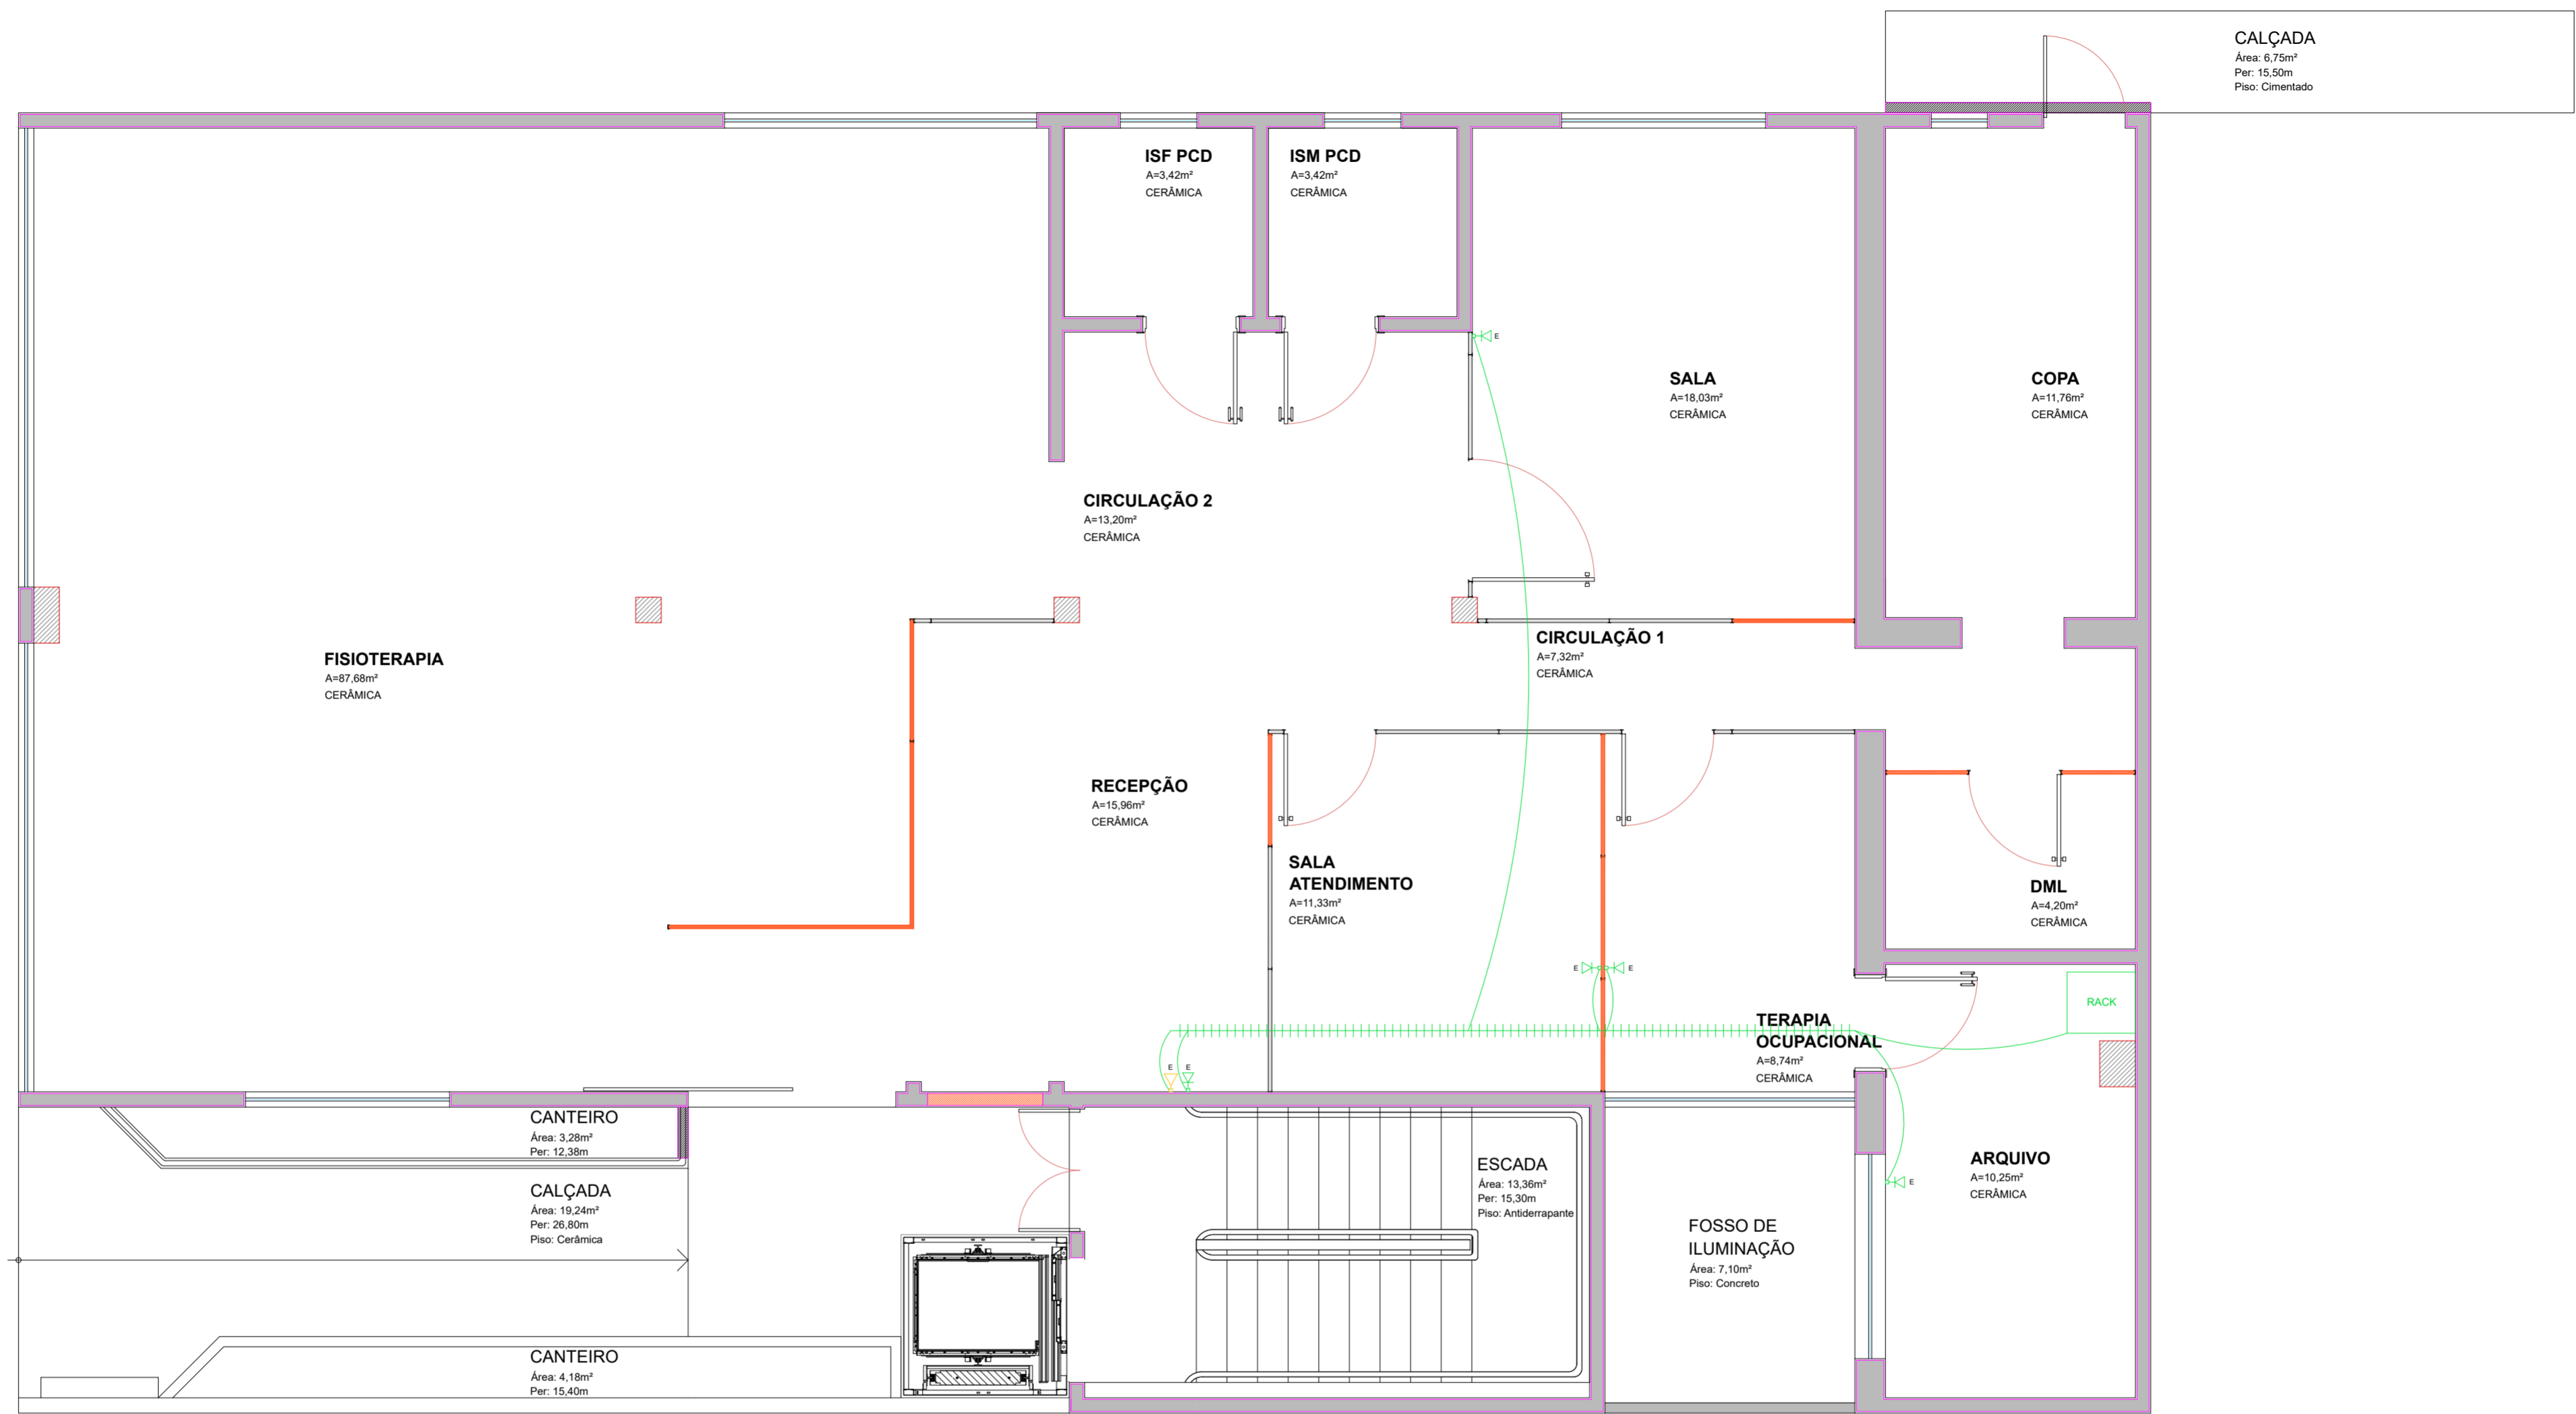 CALÇADA
Área: 6,75m²
Per: 15,50m
Piso: Cimentado
ISF PCD
A=3,42m²
CERÂMICA
ISM PCD
A=3,42m²
CERÂMICA
E
SALA
A=18,03m²
CERÂMICA
COPA
A=11,76m²
CERÂMICA
CIRCULAÇÃO 2
A=13,20m²
CERÂMICA
FISIOTERAPIA
A=87,68m²
CERÂMICA
CIRCULAÇÃO 1
A=7,32m²
CERÂMICA
RECEPÇÃO
A=15,96m²
CERÂMICA
SALA
ATENDIMENTO
A=11,33m²
CERÂMICA
DML
A=4,20m²
CERÂMICA
E
E
RACK
TERAPIA
OCUPACIONAL
A=8,74m²
CERÂMICA
E
E
CANTEIRO
Área: 3,28m²
Per: 12,38m
CALÇADA
Área: 19,24m²
Per: 26,80m
Piso: Cerâmica
ESCADA
Área: 13,36m²
Per: 15,30m
Piso: Antiderrapante
ARQUIVO
A=10,25m²
CERÂMICA
E
FOSSO DE
ILUMINAÇÃO
Área: 7,10m²
Piso: Concreto
CANTEIRO
Área: 4,18m²
Per: 15,40m